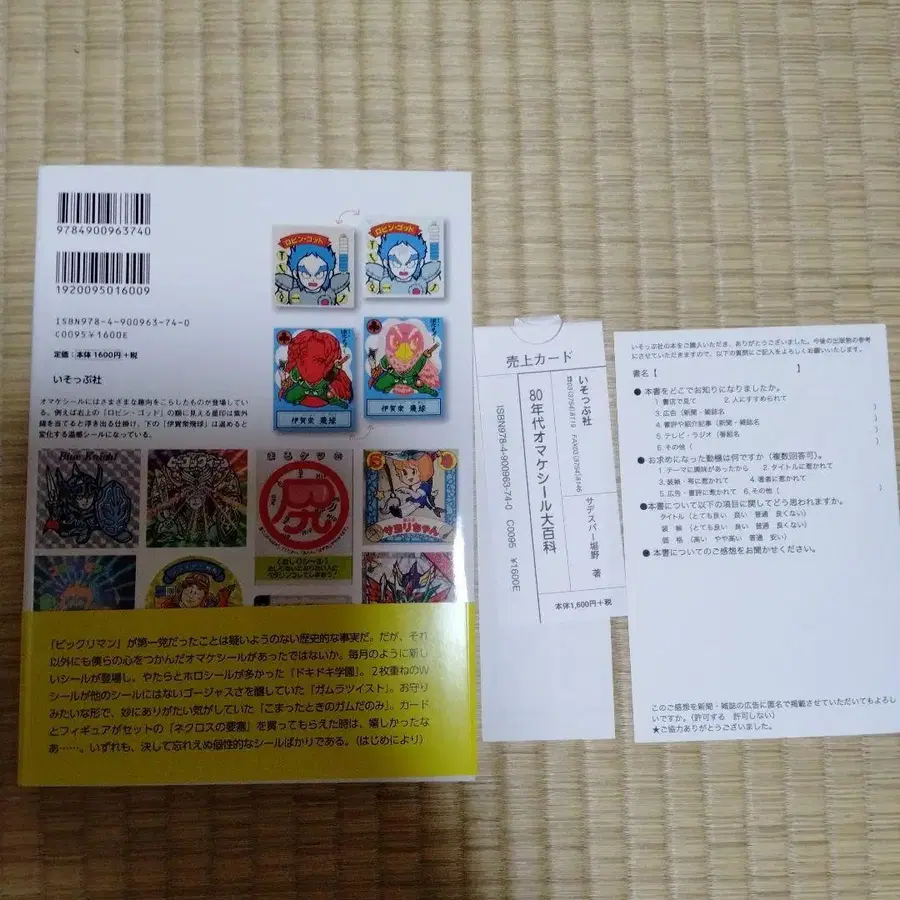 9784900963740
1920095016009
ISBN978-4-900963-74-0
C0095 ¥1600E
定価：本体1600円＋税
いそっぷ社
オマケシールにはさまざまな趣向をこらしたものが登場して
いる。例えば右上の「ロビン・ゴッド」の額に見える星印は紫外
線を当てると浮き出る仕掛け、下の「伊賀衆飛球」は温めると
変化する温感シールになっている。
ロビン・ゴッド
ロビン・ゴッド
伊賀衆 飛球
伊賀衆 飛球
Blue Knight
まるケツに
尻
「ビックリマン」が第一党だったことは疑いようのない歴史的な事実だ。だが、それ
以外にも僕らの心をつかんだオマケシールがあったではないか。毎月のように新し
いシールが登場し、やたらとホロシールが多かった「ドキドキ学園」。2枚重ねのW
シールが他のシールにはないゴージャスさを醸していた「ガムラツイスト」。お守り
みたいな形で、妙にありがたい気がしていた「こまったときのガムだのみ」。カード
とフィギュアがセットの「ネクロスの要塞」を買ってもらえた時は、嬉しかったな
あ……。いずれも、決して忘れえぬ個性的なシールばかりである。（はじめにより）
売上カード
いそっぷ社
80年代オマケシール大百科
サデスパー堀野 著
ISBN978-4-900963-74-0 C0095 ¥1600E
本体1,600円＋税
いそっぷ社の本をご購入いただき、ありがとうございました。今後の出版物の参考
にさせていただきますので、以下の質問にご記入をよろしくお願いいたします。
書名【 】
●本書をどこでお知りになりましたか。
1. 書店で見て 2. 人にすすめられて
3. 広告（新聞・雑誌名 ）
4. 書評や紹介記事（新聞・雑誌名 ）
5. テレビ・ラジオ（番組名 ）
6. その他（ ）
●お求めになった動機は何ですか（複数回答可）。
1. テーマに興味があったから 2. タイトルに惹かれて
3. 装幀・帯に惹かれて 4. 著者に惹かれて
5. 広告・書評に惹かれて 6. その他（ ）
●本書について以下の項目に関してどう思われますか。
タイトル（とても良い 良い 普通 良くない）
装 幀（とても良い 良い 普通 良くない）
価 格（高い やや高い 普通 安い）
●本書についてのご感想をお聞かせください。
このご感想を新聞・雑誌の広告に匿名で掲載させていただいてもよろし
いですか。（許可する 許可しない）
★ご協力ありがとうございました。